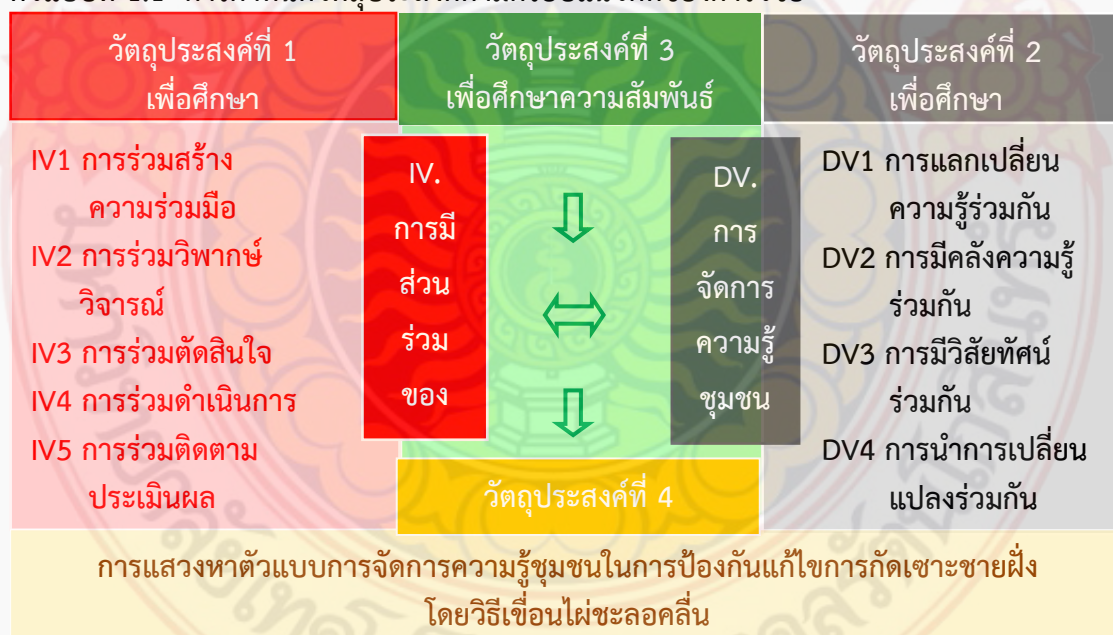 วัตถุประสงค์ที่ 1
เพื่อศึกษา
วัตถุประสงค์ที่ 3
เพื่อศึกษาความสัมพันธ์
วัตถุประสงค์ที่ 2
เพื่อศึกษา
IV1 การร่วมสร้าง
ความร่วมมือ
IV2 การร่วมวิพากษ์
วิจารณ์
IV3 การร่วมตัดสินใจ
IV4 การร่วมดำเนินการ
IV5 การร่วมติดตาม
ประเมินผล
IV.
การมี
ส่วน
ร่วม
ของ
DV.
การ
จัดการ
ความรู้
ชุมชน
DV1 การแลกเปลี่ยน
ความรู้ร่วมกัน
DV2 การมีคลังความรู้
ร่วมกัน
DV3 การมีวิสัยทัศน์
ร่วมกัน
DV4 การนำการเปลี่ยน
แปลงร่วมกัน
วัตถุประสงค์ที่ 4
การแสวงหาตัวแบบการจัดการความรู้ชุมชนในการป้องกันแก้ไขการกัดเซาะชายฝั่ง
โดยวิธีเขื่อนไผ่ชะลอคลื่น